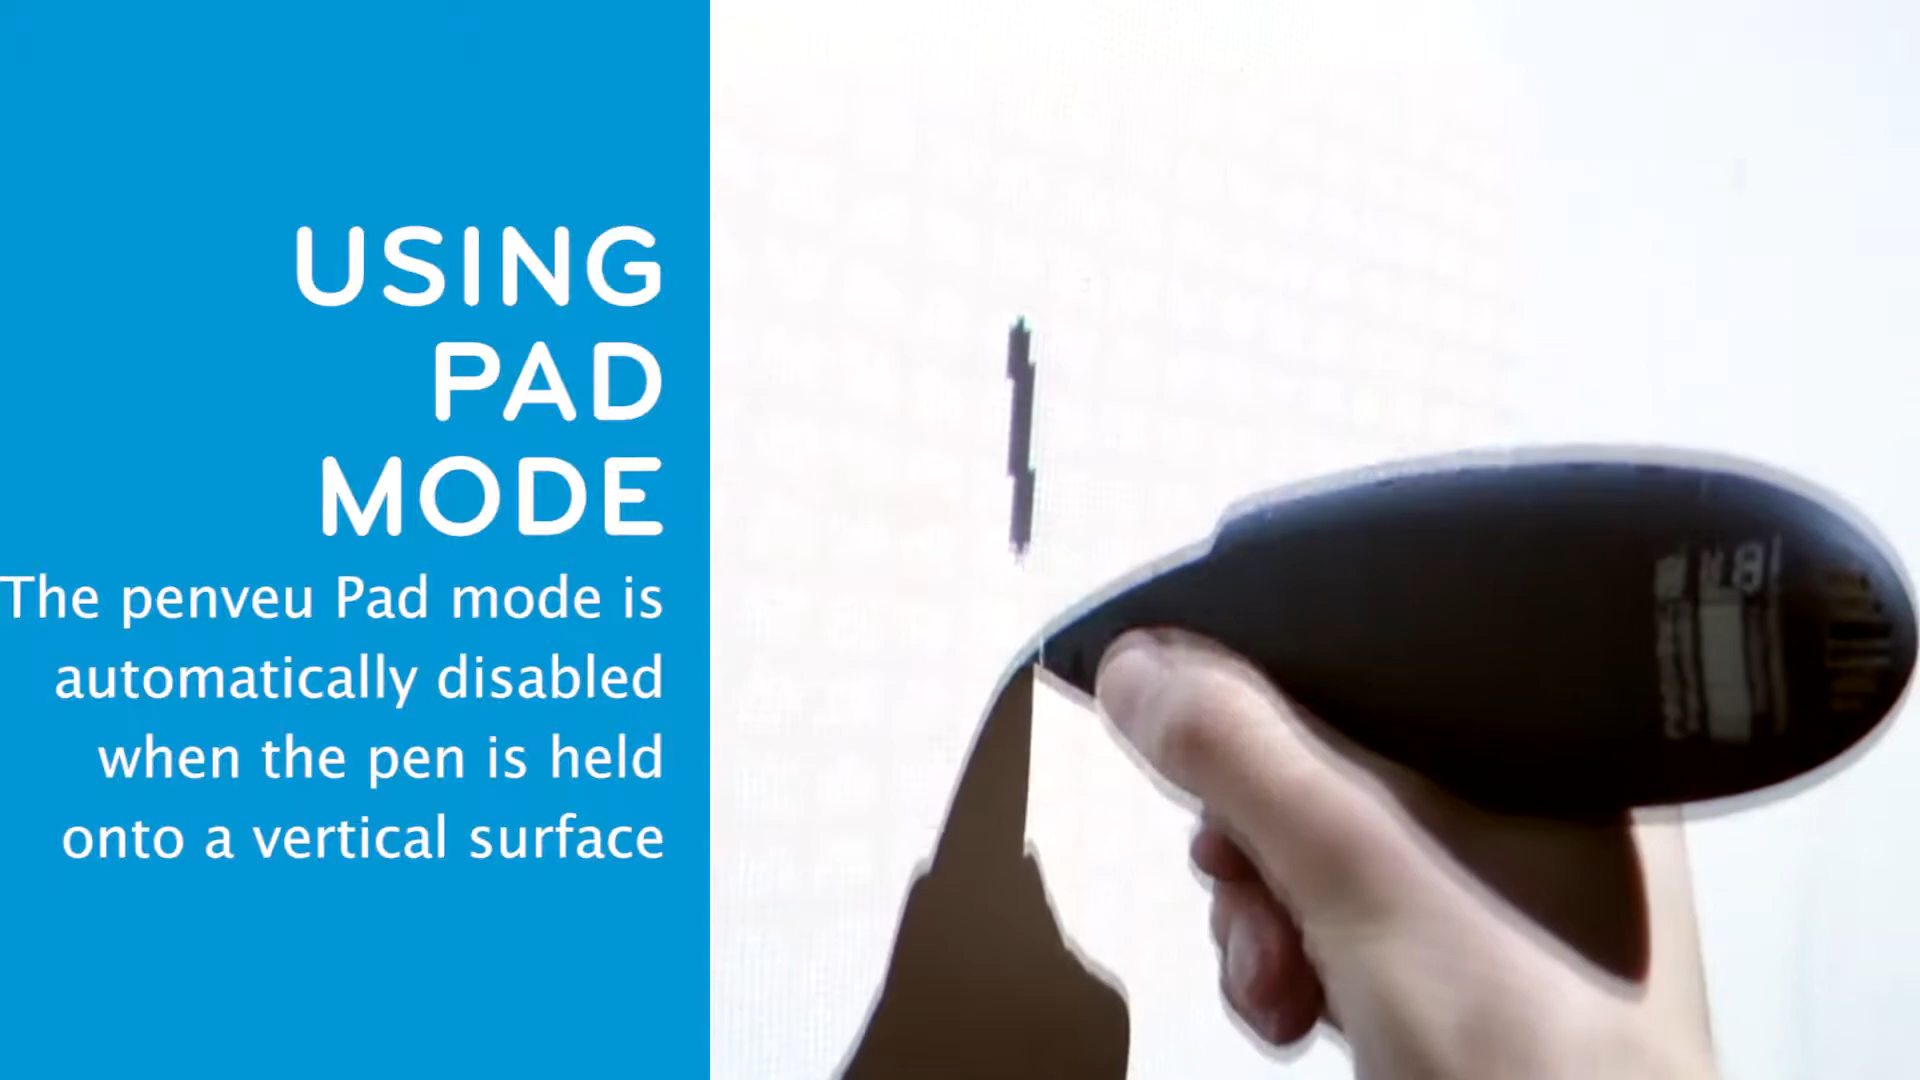 USING
PAD
MODE
The penveu Pad mode is
automatically disabled
when the pen is held
onto a vertical surface